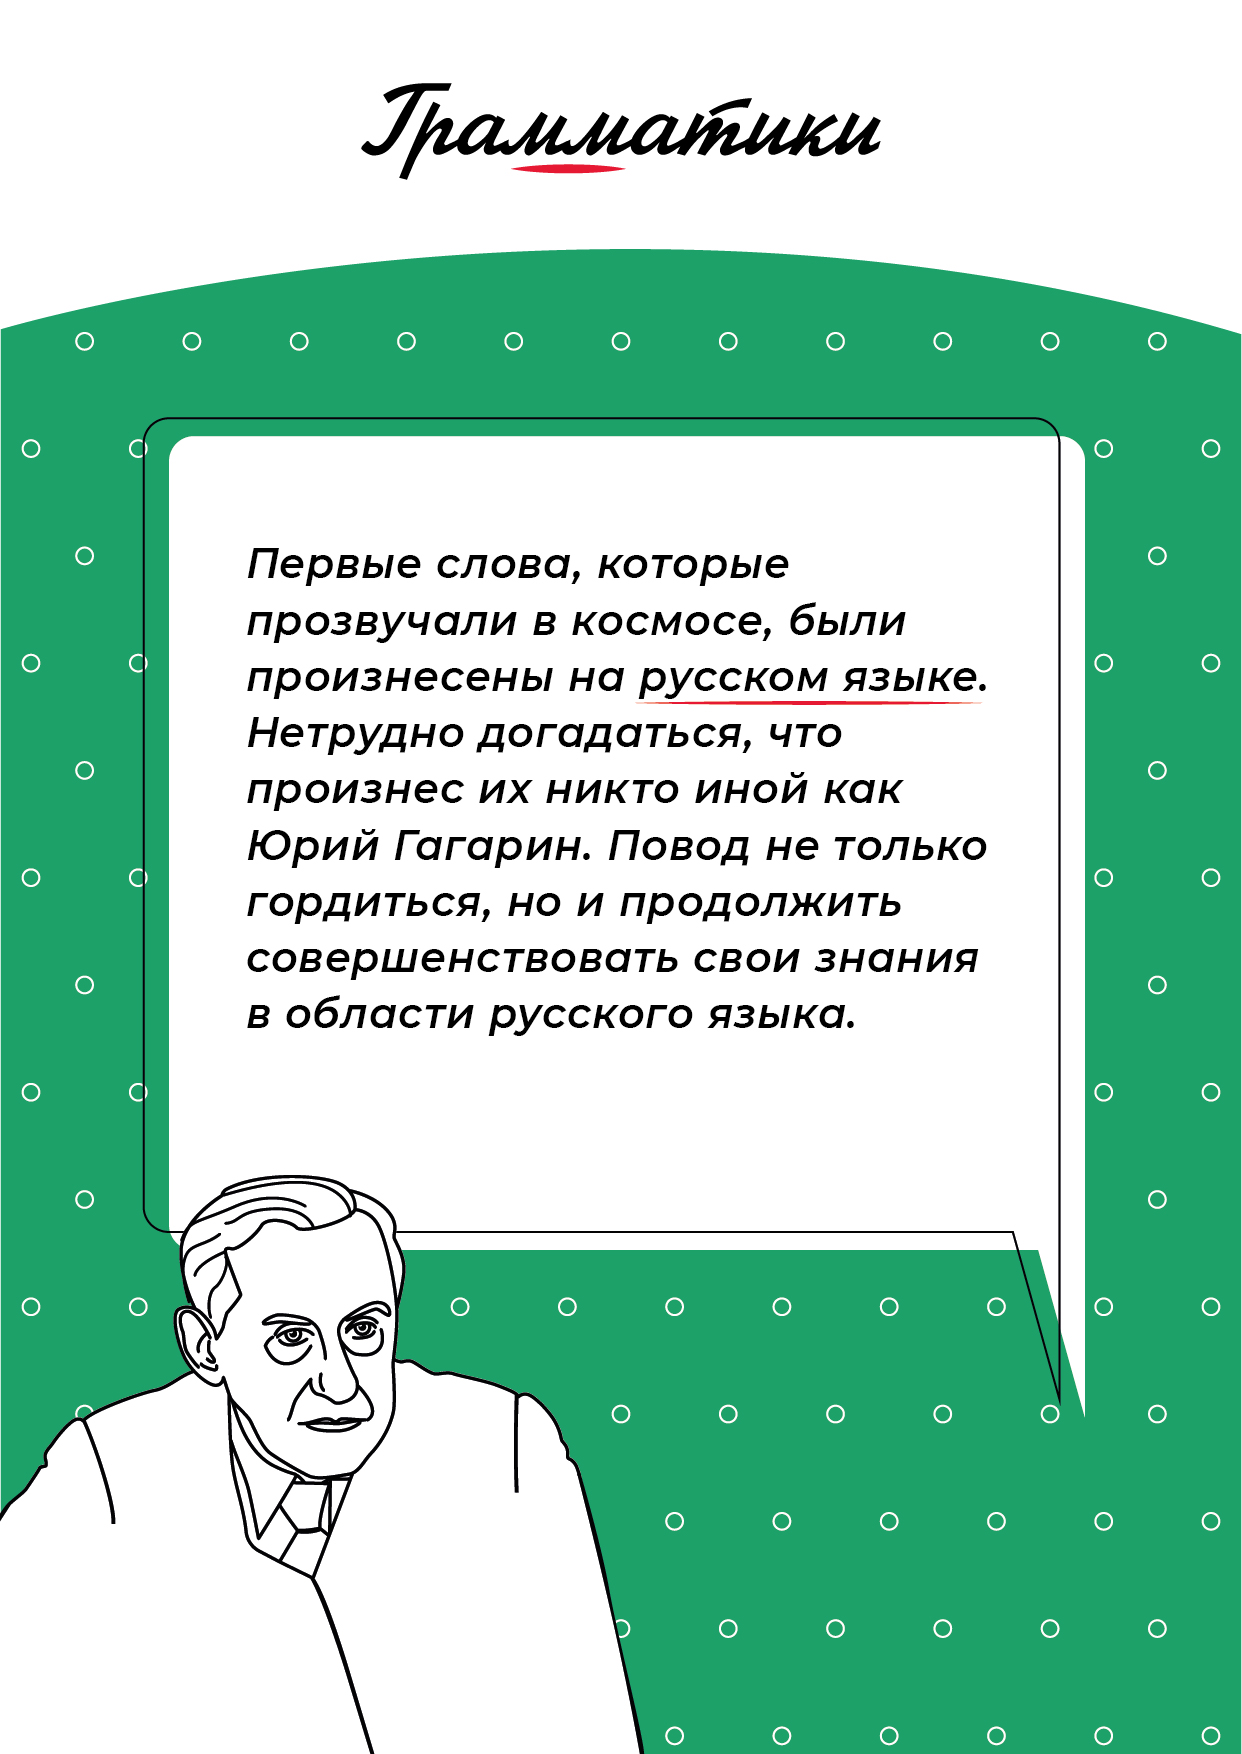 Грамматики
Первые слова, которые
прозвучали в космосе, были
произнесены на русском языке.
Нетрудно догадаться, что
произнес их никто иной как
Юрий Гагарин. Повод не только
гордиться, но и продолжить
совершенствовать свои знания
в области русского языка.